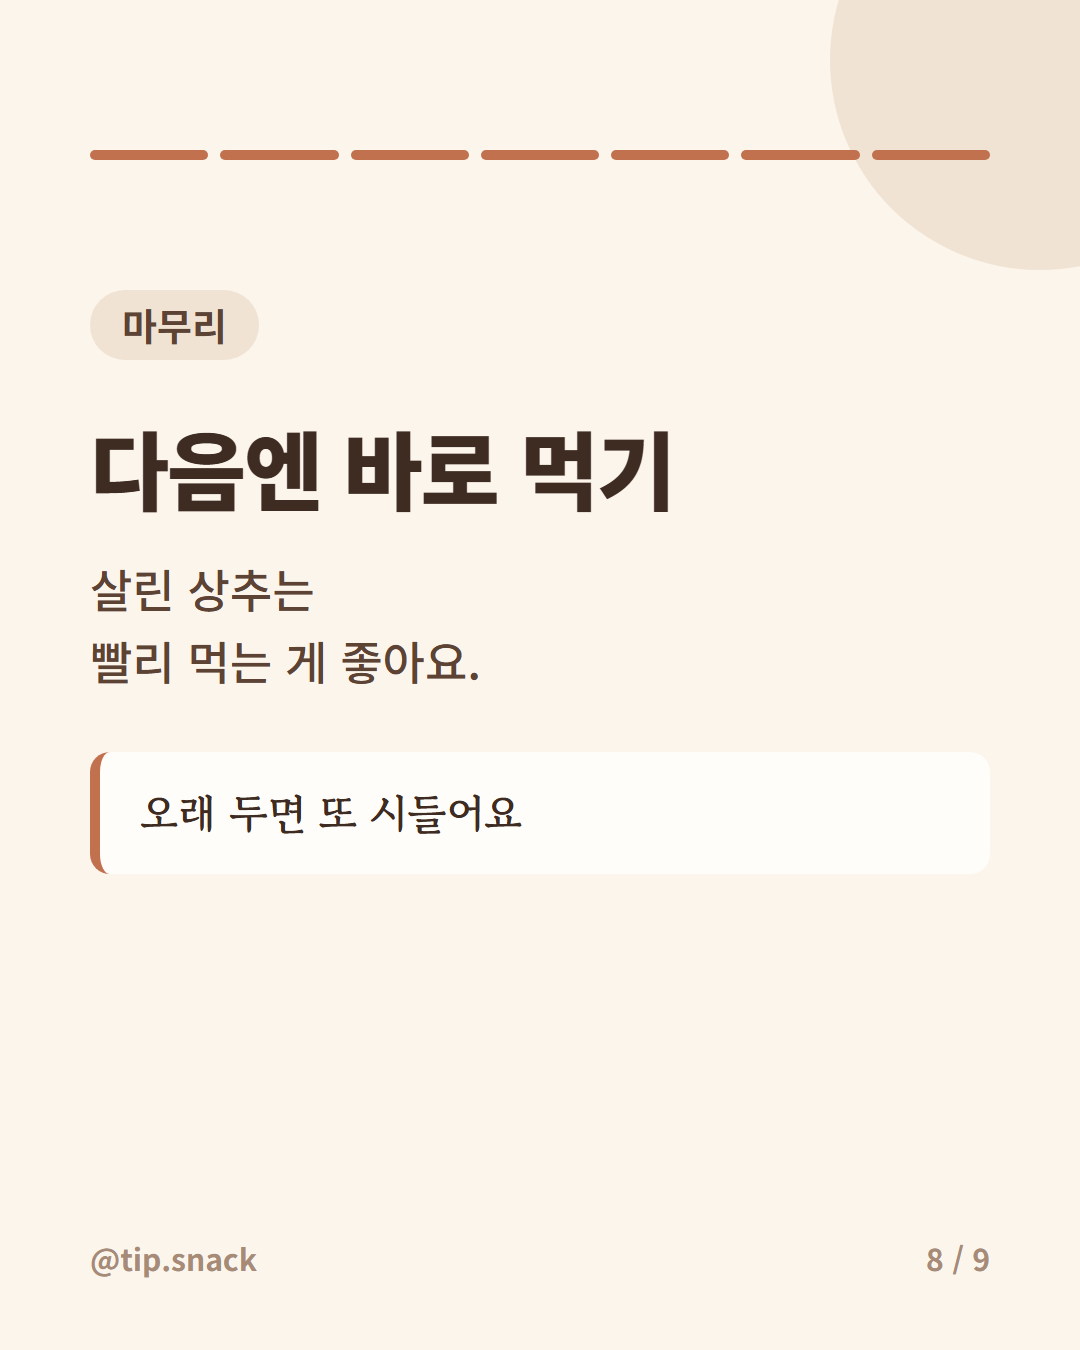 마무리
다음엔 바로 먹기
살린 상추는
빨리 먹는 게 좋아요.
오래 두면 또 시들어요
@tip.snack
8 / 9